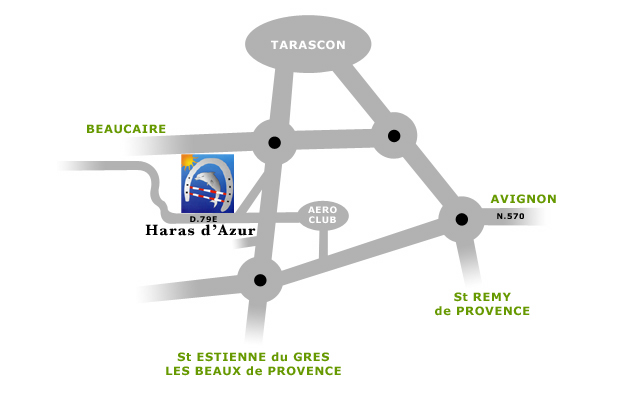 TARASCON
BEAUCAIRE
AVIGNON
N.570
AERO
CLUB
D.79E
Haras d'Azur
St REMY
de PROVENCE
St ESTIENNE du GRES
LES BEAUX de PROVENCE